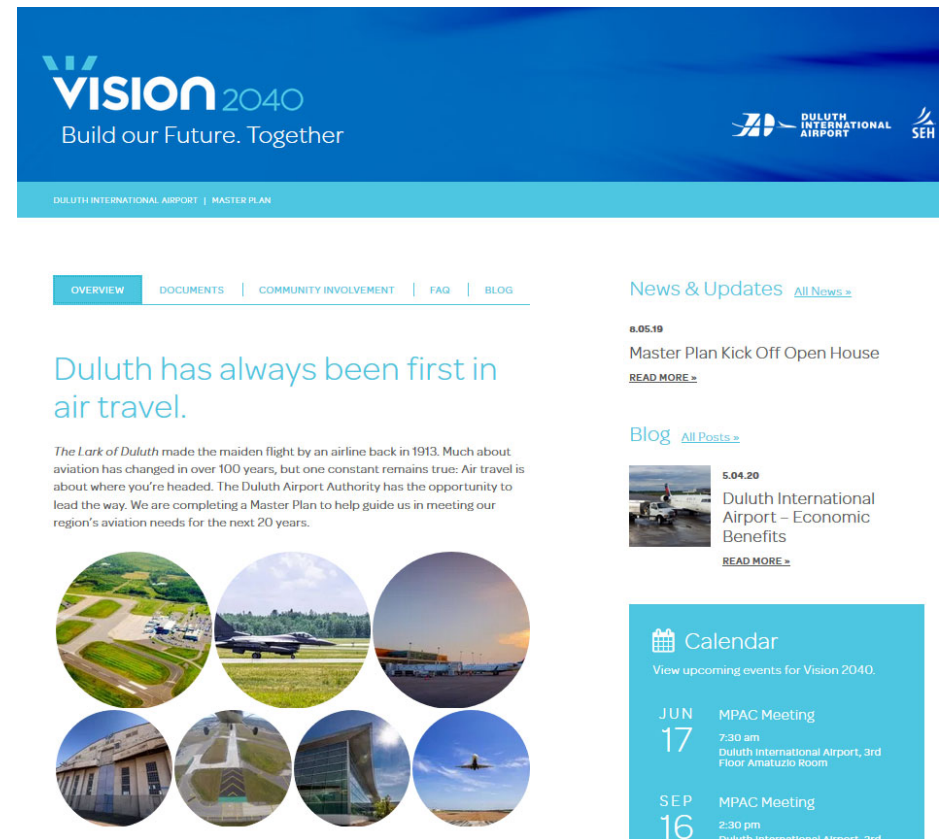 VISION 2040
Build our Future. Together
DULUTH
INTERNATIONAL
AIRPORT
SEH
DULUTH INTERNATIONAL AIRPORT | MASTER PLAN
OVERVIEW
DOCUMENTS | COMMUNITY INVOLVEMENT | FAQ | BLOG
Duluth has always been first in
air travel.
The Lark of Duluth made the maiden flight by an airline back in 1913. Much about
aviation has changed in over 100 years, but one constant remains true: Air travel is
about where you're headed. The Duluth Airport Authority has the opportunity to
lead the way. We are completing a Master Plan to help guide us in meeting our
region's aviation needs for the next 20 years.
News & Updates All News »
8.05.19
Master Plan Kick Off Open House
READ MORE »
Blog All Posts »
5.04.20
Duluth International
Airport – Economic
Benefits
READ MORE »
Calendar
View upcoming events for Vision 2040.
JUN
17
MPAC Meeting
7:30 am
Duluth International Airport, 3rd
Floor Amatuzio Room
SEP
16
MPAC Meeting
2:30 pm
Duluth International Airport, 3rd